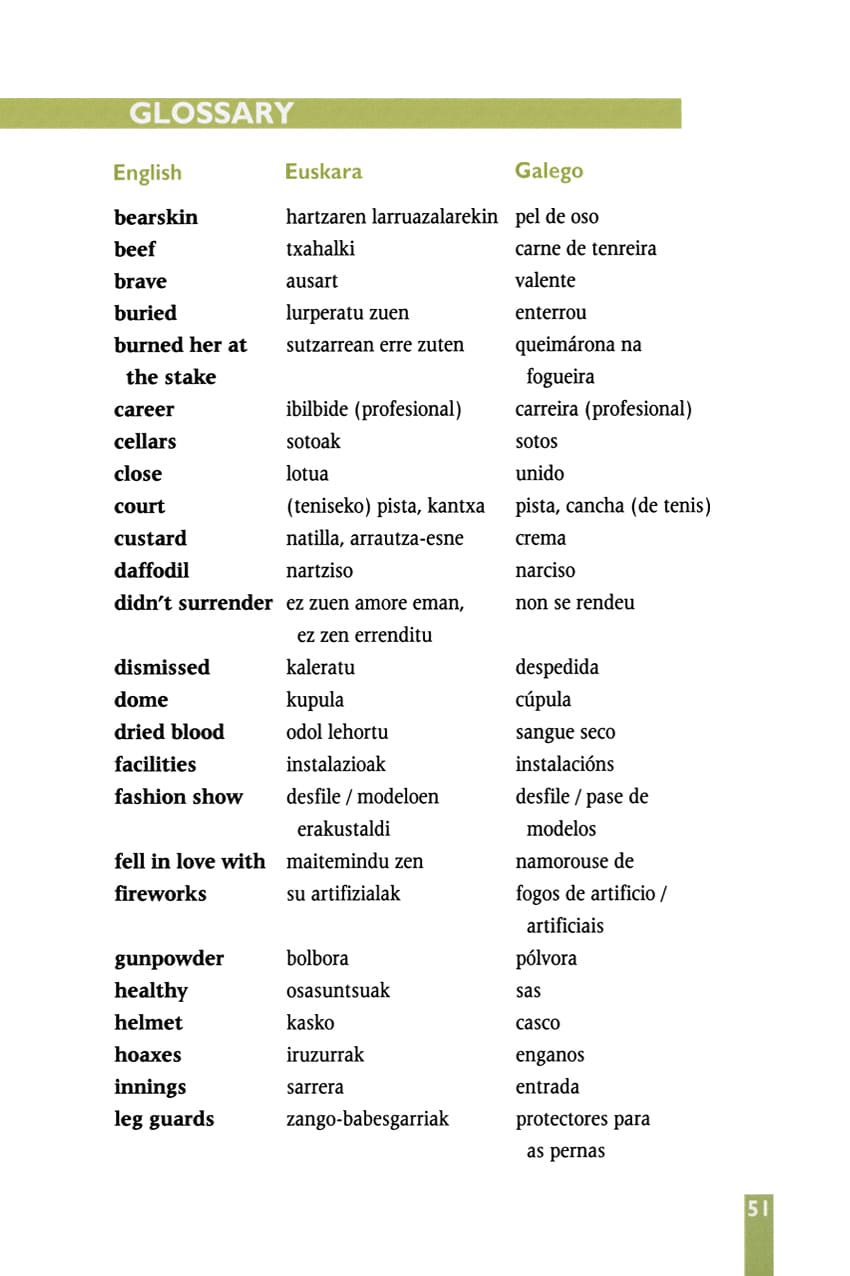 GLOSSARY
English Euskara Galego
bearskin hartzaren larruazalarekin pel de oso
beef txahalki carne de tenreira
brave ausart valente
buried lurperatu zuen enterrou
burned her at sutzarrean erre zuten queimárona na
the stake fogueira
career ibilbide (profesional) carreira (profesional)
cellars sotoak sotos
close lotua unido
court (teniseko) pista, kantxa pista, cancha (de tenis)
custard natilla, arrautza-esne crema
daffodil nartziso narciso
didn't surrender ez zuen amore eman, non se rendeu
ez zen errenditu
dismissed kaleratu despedida
dome kupula cúpula
dried blood odol lehortu sangue seco
facilities instalazioak instalacións
fashion show desfile / modeloen desfile / pase de
erakustaldi modelos
fell in love with maitemindu zen namorouse de
fireworks su artifizialak fogos de artificio /
artificiais
gunpowder bolbora pólvora
healthy osasuntsuak sas
helmet kasko casco
hoaxes iruzurrak enganos
innings sarrera entrada
leg guards zango-babesgarriak protectores para
as pernas
51